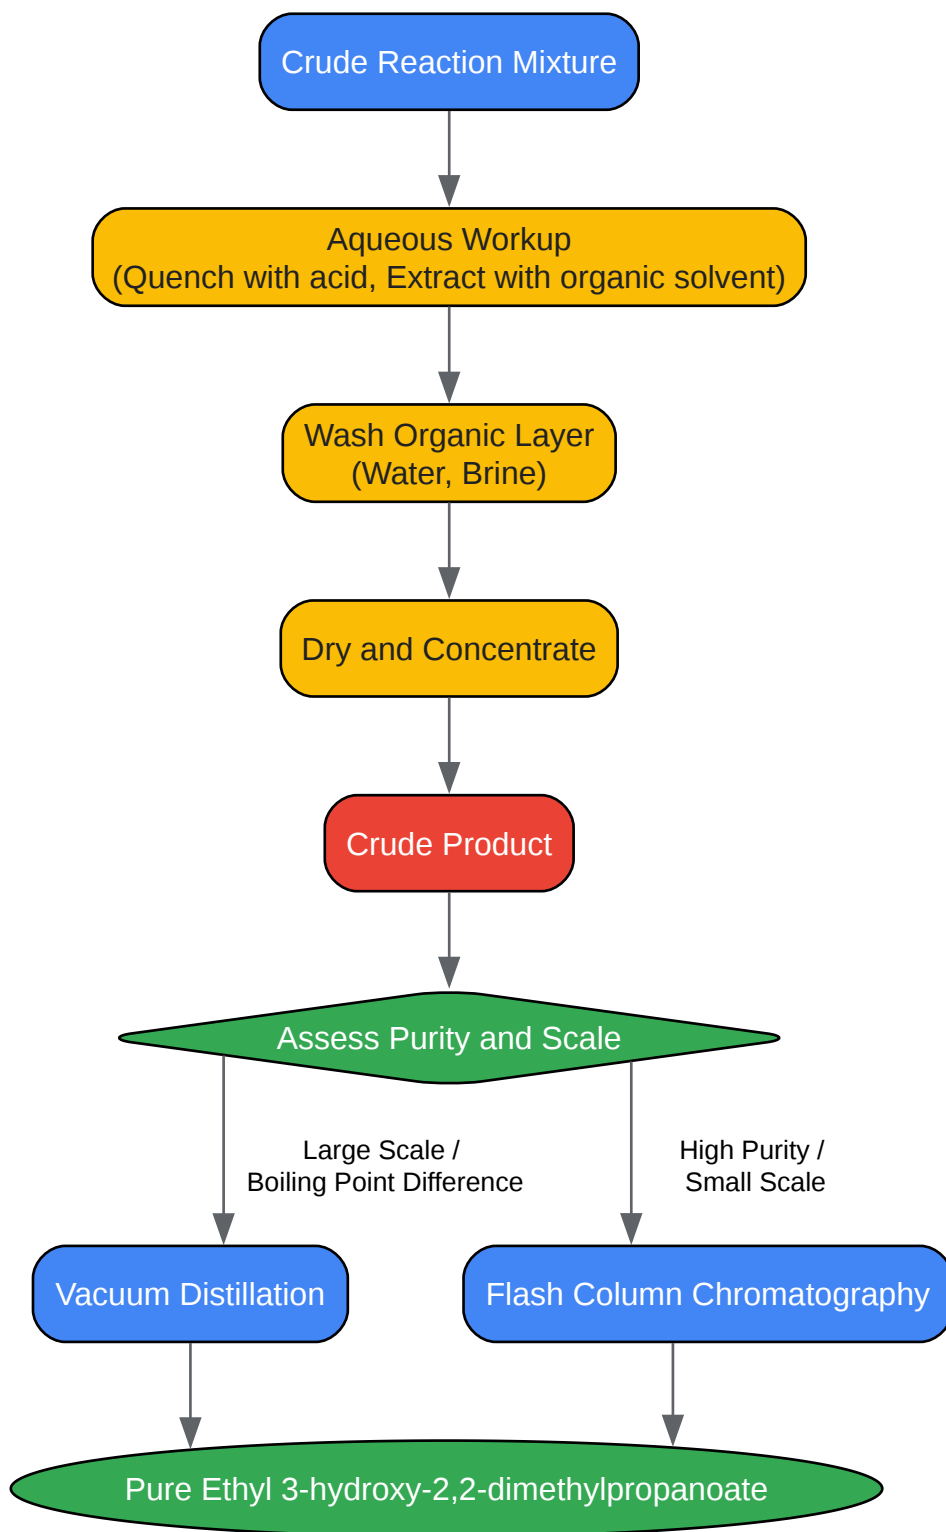 Crude Reaction Mixture
Aqueous Workup
(Quench with acid, Extract with organic solvent)
Wash Organic Layer
(Water, Brine)
Dry and Concentrate
Crude Product
Assess Purity and Scale
Large Scale /
Boiling Point Difference
High Purity /
Small Scale
Vacuum Distillation
Flash Column Chromatography
Pure Ethyl 3-hydroxy-2,2-dimethylpropanoate